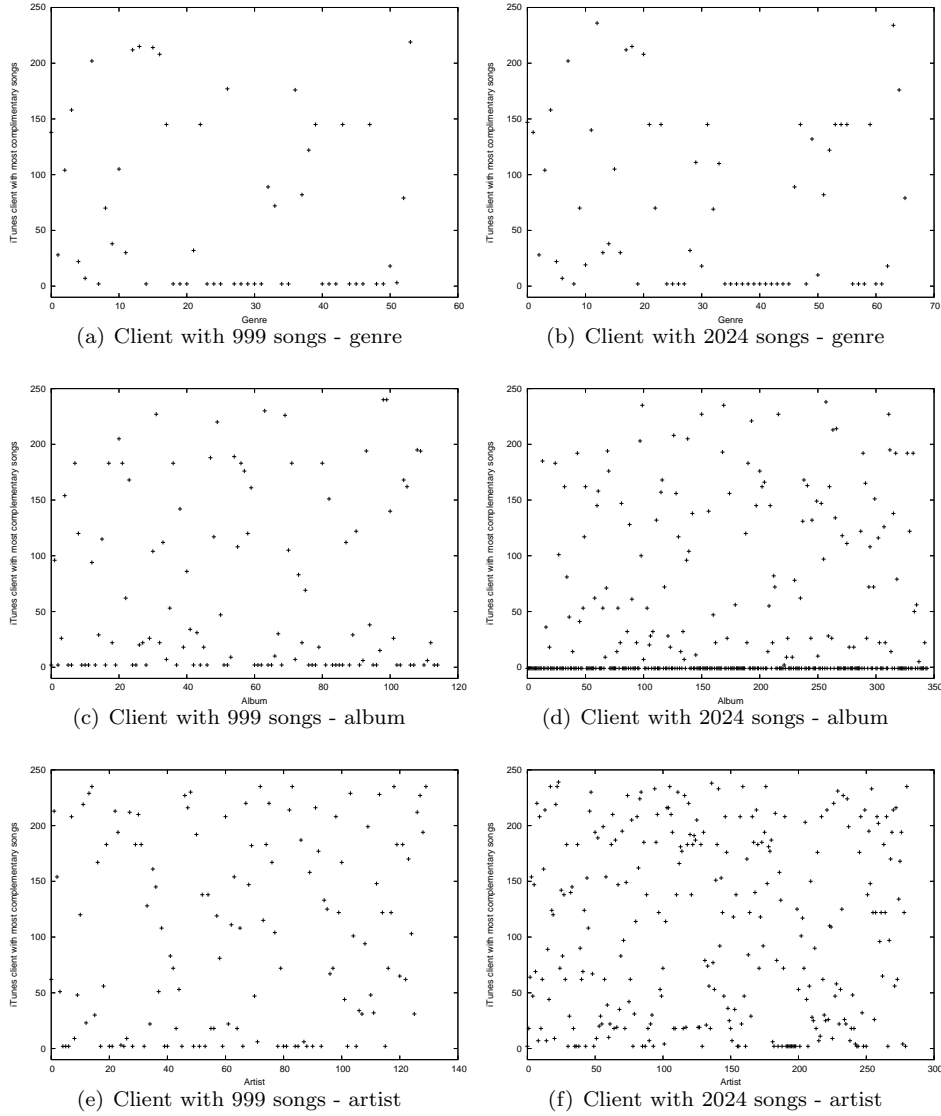 iTunes client with most complimentary songs
250
200
150
100
50
0
0 10 20 30 40 50 60
Genre
(a) Client with 999 songs - genre
iTunes client with most complimentary songs
250
200
150
100
50
0
0 10 20 30 40 50 60 70
Genre
(b) Client with 2024 songs - genre
iTunes client with most complementary songs
250
200
150
100
50
0
0 20 40 60 80 100 120
Album
(c) Client with 999 songs - album
iTunes client with most complementary songs
250
200
150
100
50
0
0 50 100 150 200 250 300 350
Album
(d) Client with 2024 songs - album
iTunes client with most complementary songs
250
200
150
100
50
0
0 20 40 60 80 100 120 140
Artist
(e) Client with 999 songs - artist
iTunes client with most complementary songs
250
200
150
100
50
0
0 50 100 150 200 250 300
Artist
(f) Client with 2024 songs - artist